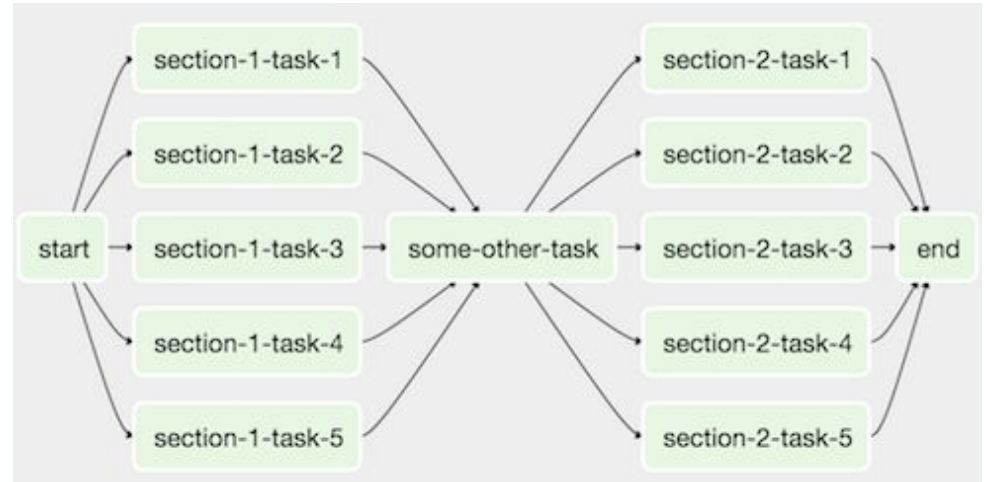 section-1-task-1
section-2-task-1
section-1-task-2
section-2-task-2
start
section-1-task-3
some-other-task
section-2-task-3
end
section-1-task-4
section-2-task-4
section-1-task-5
section-2-task-5